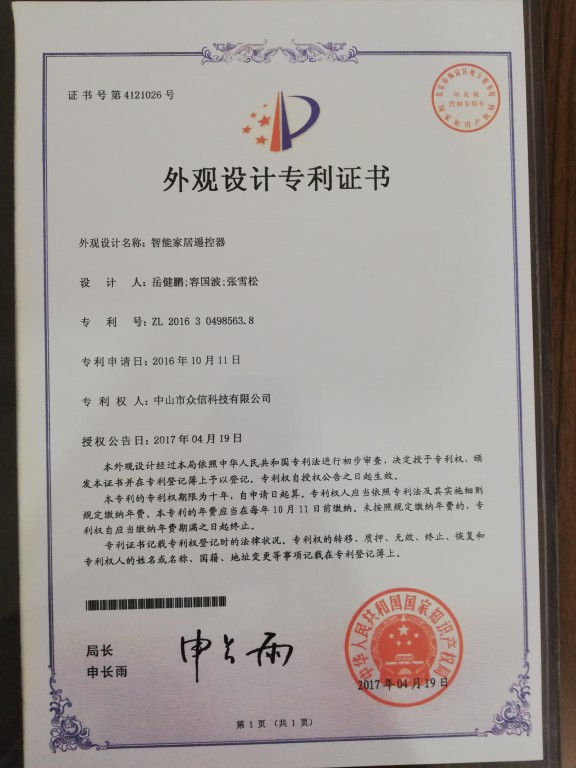 证书号第4121026号
外观设计专利证书
外观设计名称：智能家居遥控器
设计人：岳健鹏;容国波;张雪松
专利号：ZL 2016 3 0498563.8
专利申请日：2016年10月11日
专利权人：中山市众信科技有限公司
授权公告日：2017年04月19日
本外观设计经过本局依照中华人民共和国专利法进行初步审查，决定授予专利权，颁
发本证书并在专利登记簿上予以登记。专利权自授权公告之日起生效。
本专利的专利权期限为十年，自申请日起算。专利权人应当依照专利法及其实施细则
规定缴纳年费。本专利的年费应当在每年10月11日前缴纳。未按照规定缴纳年费的，专
利权自应当缴纳年费期满之日起终止。
专利证书记载专利权登记时的法律状况。专利权的转移、质押、无效、终止、恢复和
专利权人的姓名或名称、国籍、地址变更等事项记载在专利登记簿上。
局长
申长雨
申长雨
中华人民共和国国家知识产权局
2017年04月19日
第1页（共1页）